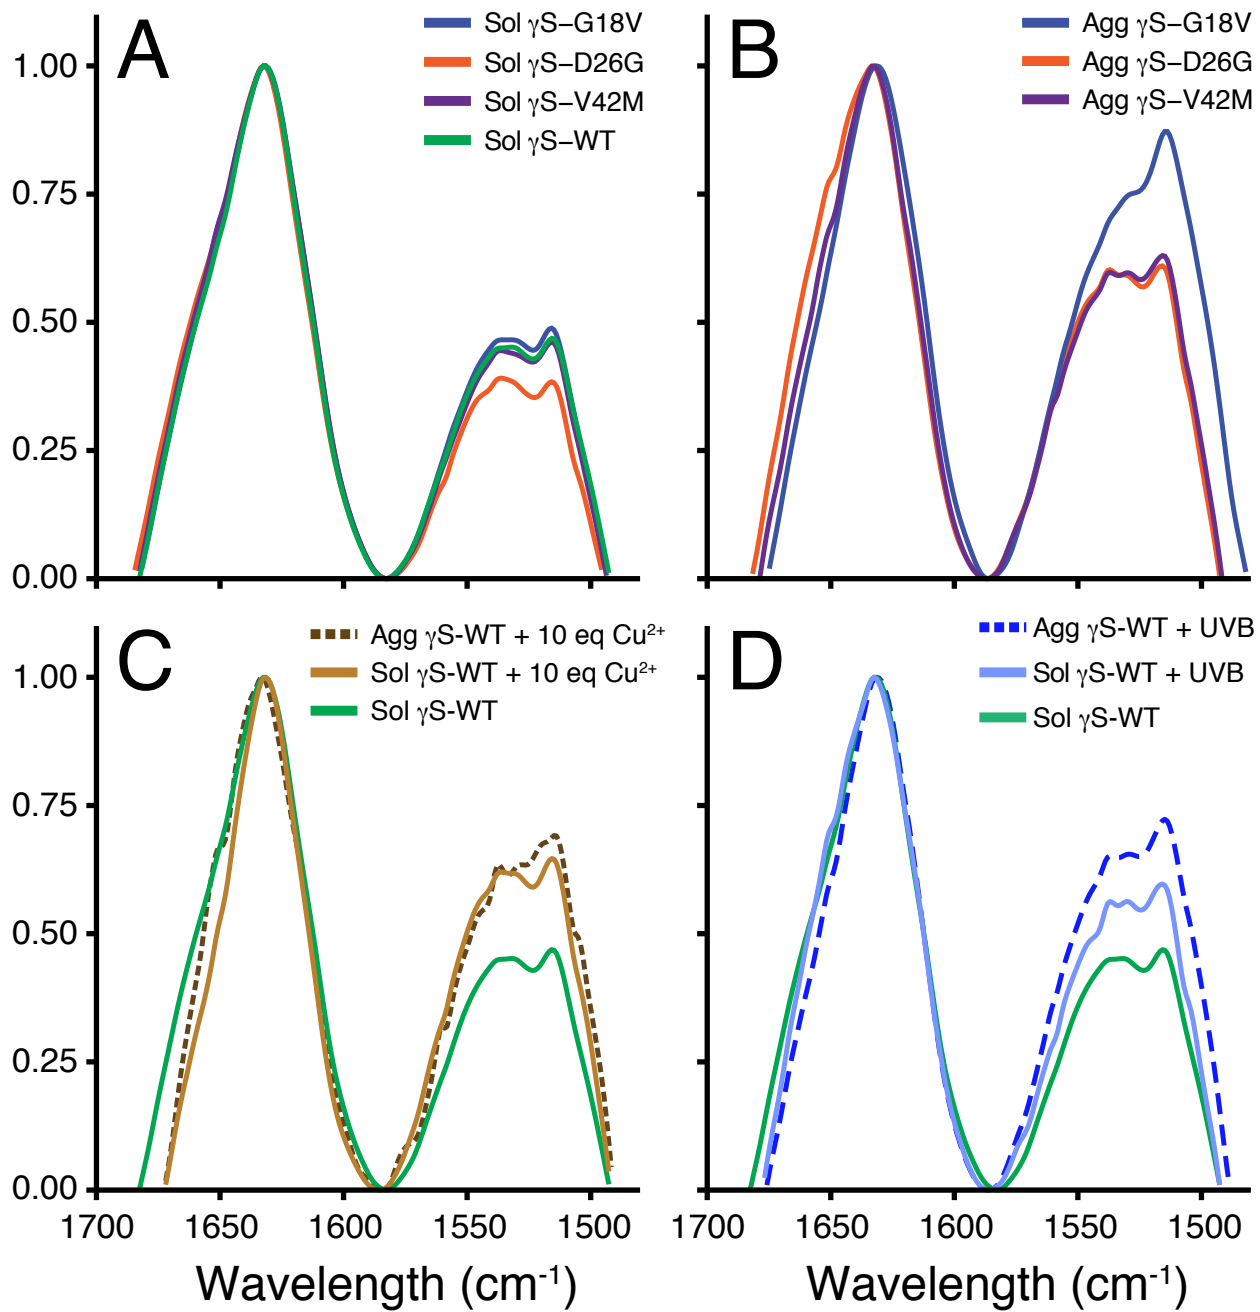 A
Sol γS–G18V
Sol γS–D26G
Sol γS–V42M
Sol γS–WT
1.00
0.75
0.50
0.25
0.00
B
Agg γS–G18V
Agg γS–D26G
Agg γS–V42M
C
Agg γS-WT + 10 eq Cu²⁺
Sol γS-WT + 10 eq Cu²⁺
Sol γS-WT
1.00
0.75
0.50
0.25
0.00
1700 1650 1600 1550 1500
Wavelength (cm⁻¹)
D
Agg γS-WT + UVB
Sol γS-WT + UVB
Sol γS-WT
1700 1650 1600 1550 1500
Wavelength (cm⁻¹)